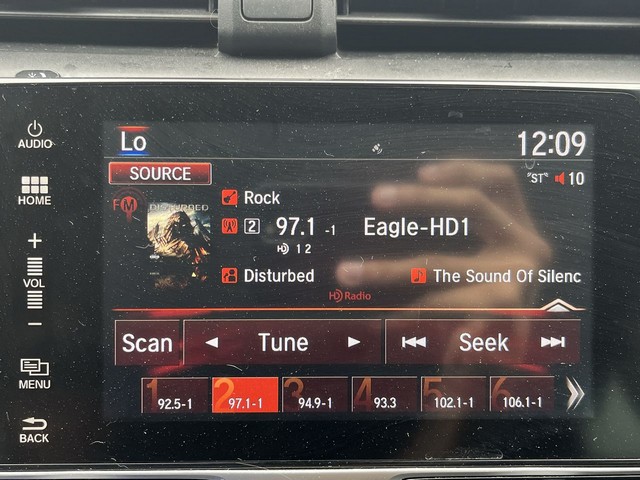 Lo
12:09
SOURCE
"ST"
10
FM
DISTURBED
Rock
2 97.1 -1 Eagle-HD1
HD 1 2
Disturbed
The Sound Of Silenc
HD Radio
Scan
Tune
Seek
1 92.5-1
2 97.1-1
3 94.9-1
4 93.3
5 102.1-1
6 106.1-1
AUDIO
HOME
+
VOL
−
MENU
BACK